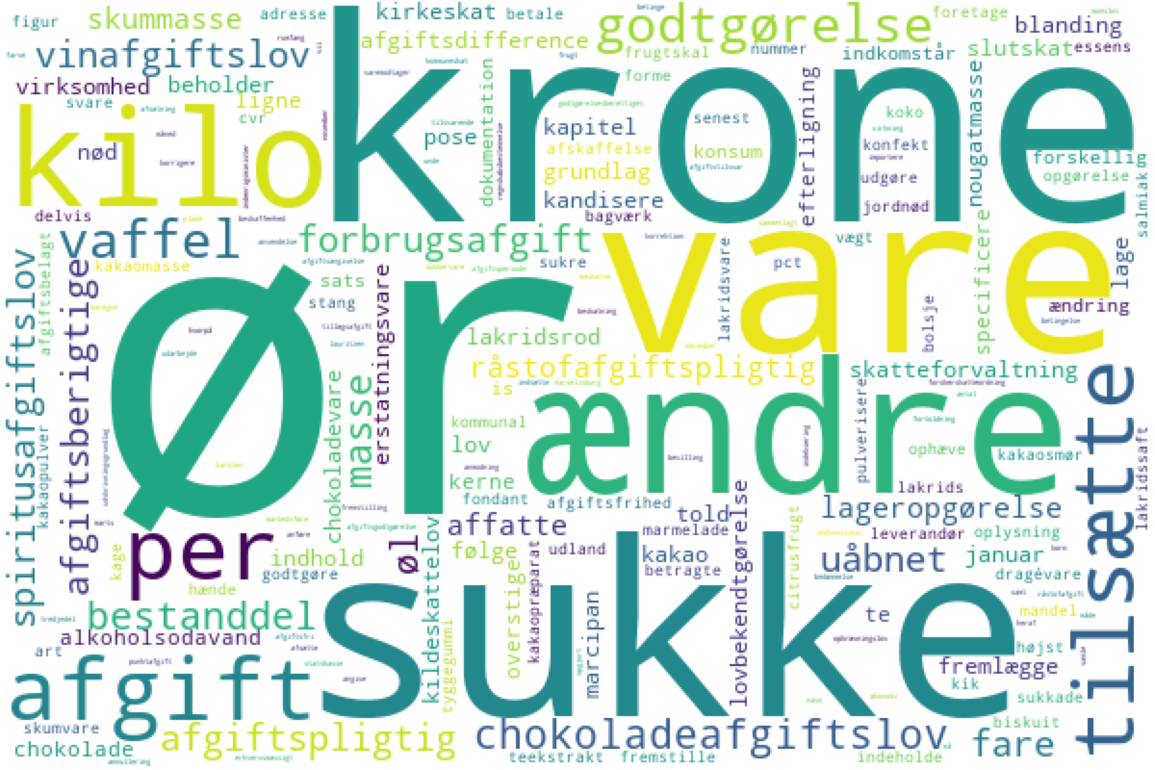 figur
skummasse
adresse
kirkeskat
betale
godtgørelse
foretage
blanding
vinafgiftslov
afgiftsdifference
frugtskal
nummer
indkomstår
slutskat
essens
virksomhed
beholder
krone
forme
svare
ligne
cvr
kilo
nød
pose
dokumentation
kapitel
senest
afskaffelse
konsum
grundlag
kandisere
bagværk
efterligning
koko
konfekt
udgøre
jordnød
nougatmasse
forskellig
opgørelse
salmiak
delvis
vaffel
forbrugsafgift
vare
vægt
specificere
lage
ændring
kakaomasse
sats
sukre
stang
pct
lakridsvare
bolsje
spiritusafgiftslov
afgiftsbelagt
afgiftsberigtige
ør
erstatningsvare
lakridsrod
råstofafgiftspligtig
is
skatteforvaltning
ændre
kommunal
lov
kerne
fondant
afgiftsfrihed
pulverisere
ophæve
kakaosmør
lakrids
lakridssaft
tilsætte
kakaopulver
chokoladevare
masse
per
kage
indhold
godtgøre
hænde
øl
affatte
følge
told
marmelade
udland
kakao
betragte
lovbekendtgørelse
lageropgørelse
leverandør
oplysning
uåbnet
januar
citrusfrugt
dragévare
bestanddel
alkoholsodavand
art
sukke
kildeskattelov
tyggegummi
overstige
kakaopræparat
marcipan
te
mandel
højst
fremlægge
kik
sukkade
afgift
skumvare
chokolade
afgiftspligtig
chokoladeafgiftslov
teekstrakt
fremstille
indeholde
biskuit
fare